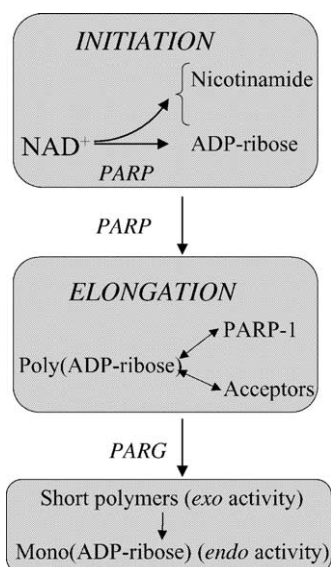 INITIATION
Nicotinamide
NAD+
ADP-ribose
PARP
PARP
ELONGATION
PARP-1
Poly(ADP-ribose)
Acceptors
PARG
Short polymers (exo activity)
Mono(ADP-ribose) (endo activity)